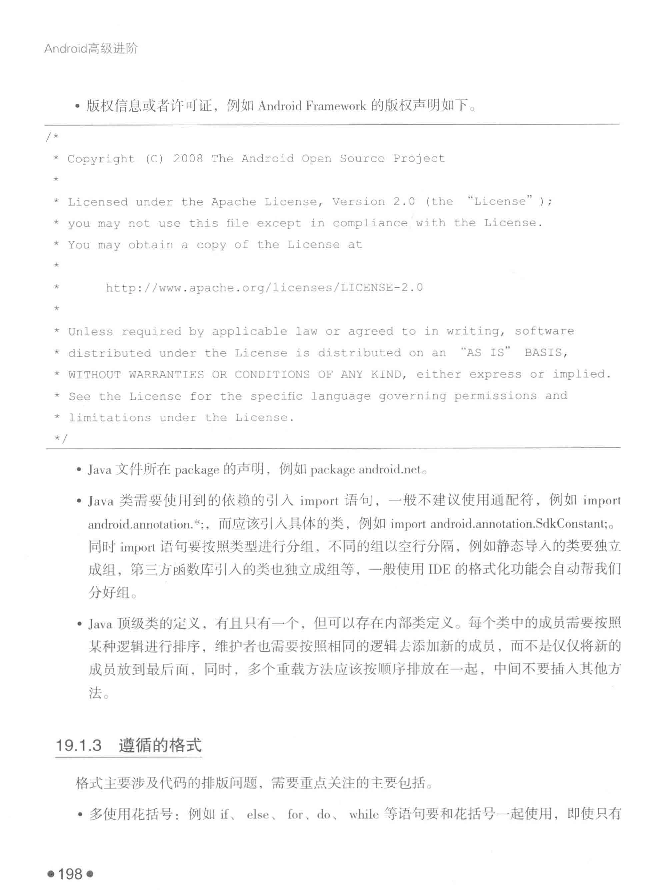 Android高级进阶
• 版权信息或者许可证，例如 Android Framework 的版权声明如下。
/*
* Copyright (C) 2008 The Android Open Source Project
*
* Licensed under the Apache License, Version 2.0 (the “License”);
* you may not use this file except in compliance with the License.
* You may obtain a copy of the License at
*
*      http://www.apache.org/licenses/LICENSE-2.0
*
* Unless required by applicable law or agreed to in writing, software
* distributed under the License is distributed on an “AS IS” BASIS,
* WITHOUT WARRANTIES OR CONDITIONS OF ANY KIND, either express or implied.
* See the License for the specific language governing permissions and
* limitations under the License.
*/
• Java 文件所在 package 的声明，例如 package android.net。
• Java 类需要使用到的依赖的引入 import 语句，一般不建议使用通配符，例如 import
android.annotation.*;，而应该引入具体的类，例如 import android.annotation.SdkConstant;。
同时 import 语句要按照类型进行分组，不同的组以空行分隔，例如静态导入的类要独立
成组，第三方函数库引入的类也独立成组等，一般使用 IDE 的格式化功能会自动帮我们
分好组。
• Java 顶级类的定义，有且只有一个，但可以存在内部类定义。每个类中的成员需要按照
某种逻辑进行排序，维护者也需要按照相同的逻辑去添加新的成员，而不是仅仅将新的
成员放到最后面，同时，多个重载方法应该按顺序排放在一起，中间不要插入其他方
法。
19.1.3 遵循的格式
格式主要涉及代码的排版问题，需要重点关注的主要包括。
• 多使用花括号：例如 if、else、for、do、while 等语句要和花括号一起使用，即使只有
•198•